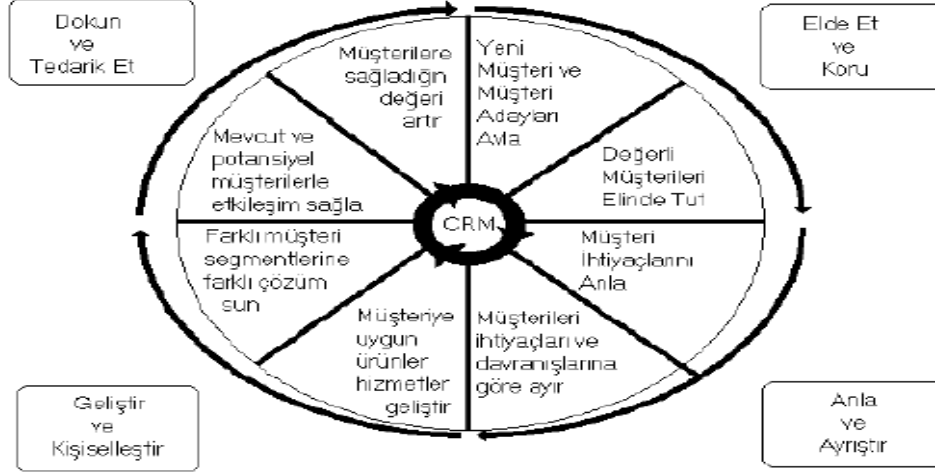 Dokun
ve
Tedarik Et
Elde Et
ve
Koru
Müşterilere
sağladığın
değeri
artır
Yeni
Müşteri ve
Müşteri
Adayları
Avla
Mevcut ve
potansiyel
müşterilerle
etkileşim sağla
Değerli
Müşterileri
Elinde Tut
CRM
Farklı müşteri
segmentlerine
farklı çözüm
sun
Müşteri
İhtiyaçlarını
Anla
Müşteriye
uygun
ürünler
hizmetler
geliştir
Müşterileri
ihtiyaçları ve
davranışlarına
göre ayır
Geliştir
ve
Kişiselleştir
Anla
ve
Ayrıştır